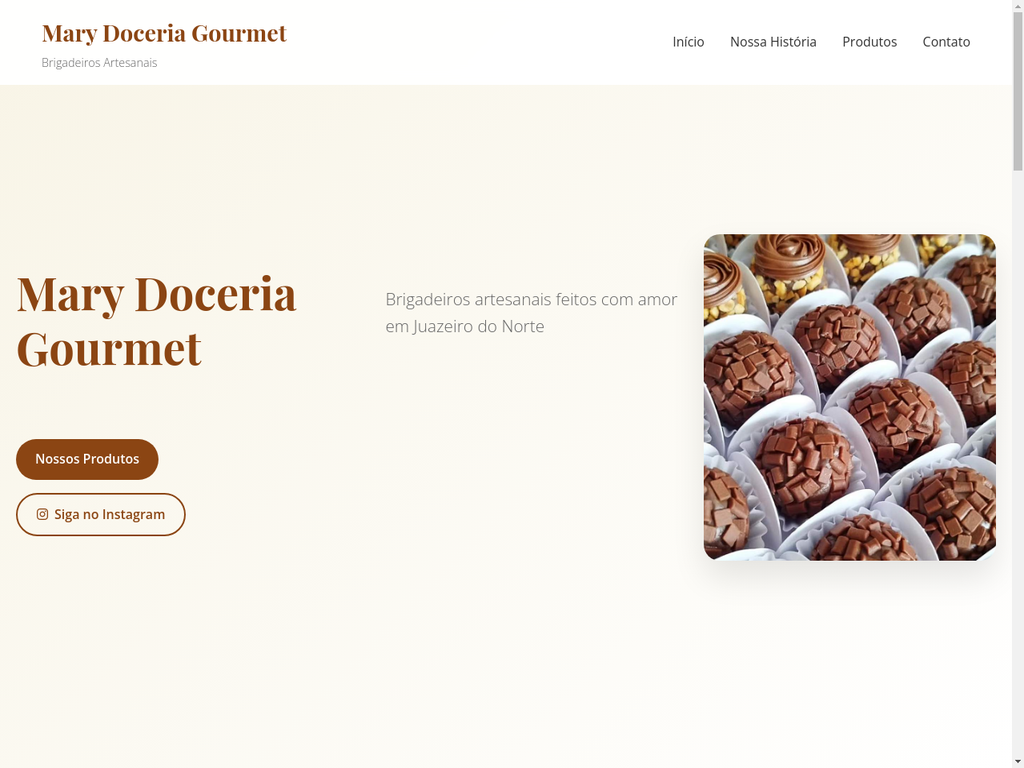 Mary Doceria Gourmet
Brigadeiros Artesanais
Início
Nossa História
Produtos
Contato
Mary Doceria
Gourmet
Brigadeiros artesanais feitos com amor
em Juazeiro do Norte
Nossos Produtos
Siga no Instagram